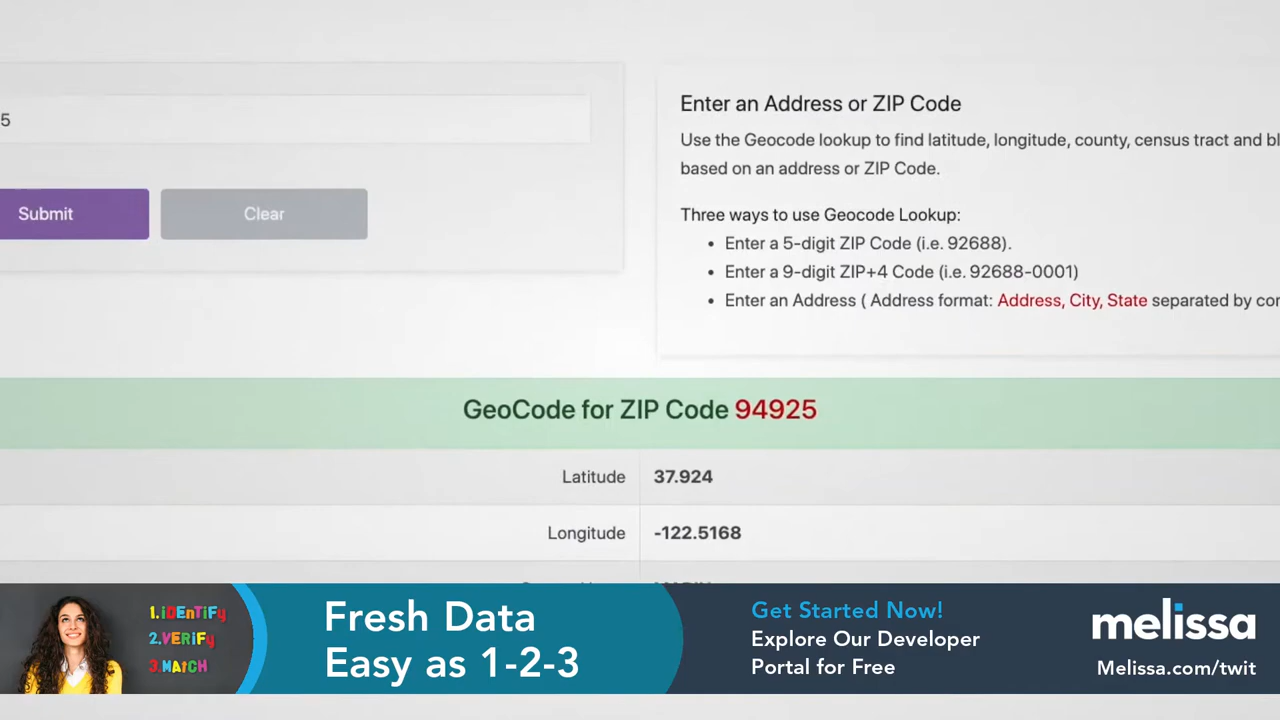 5
Submit
Clear
Enter an Address or ZIP Code
Use the Geocode lookup to find latitude, longitude, county, census tract and
based on an address or ZIP Code.
Three ways to use Geocode Lookup:
• Enter a 5-digit ZIP Code (i.e. 92688).
• Enter a 9-digit ZIP+4 Code (i.e. 92688-0001)
• Enter an Address ( Address format: Address, City, State separated by
GeoCode for ZIP Code 94925
Latitude 37.924
Longitude -122.5168
1.iDEnTiFy
2.VERiFy
3.MAtCH
Fresh Data
Easy as 1-2-3
Get Started Now!
Explore Our Developer
Portal for Free
melissa
Melissa.com/twit